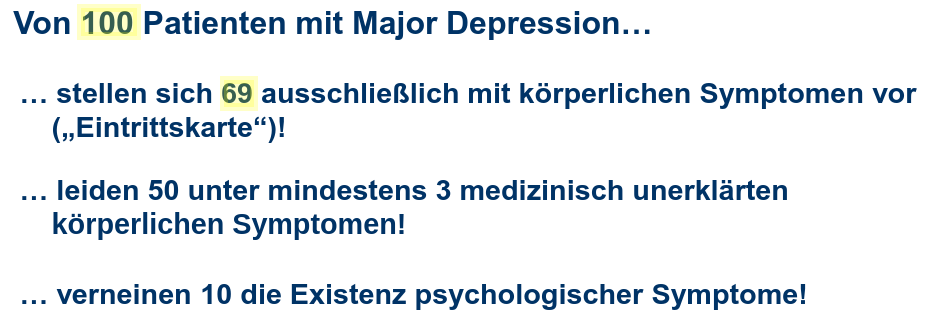 Von 100 Patienten mit Major Depression…
… stellen sich 69 ausschließlich mit körperlichen Symptomen vor
(„Eintrittskarte“)!
… leiden 50 unter mindestens 3 medizinisch unerklärten
körperlichen Symptomen!
… verneinen 10 die Existenz psychologischer Symptome!